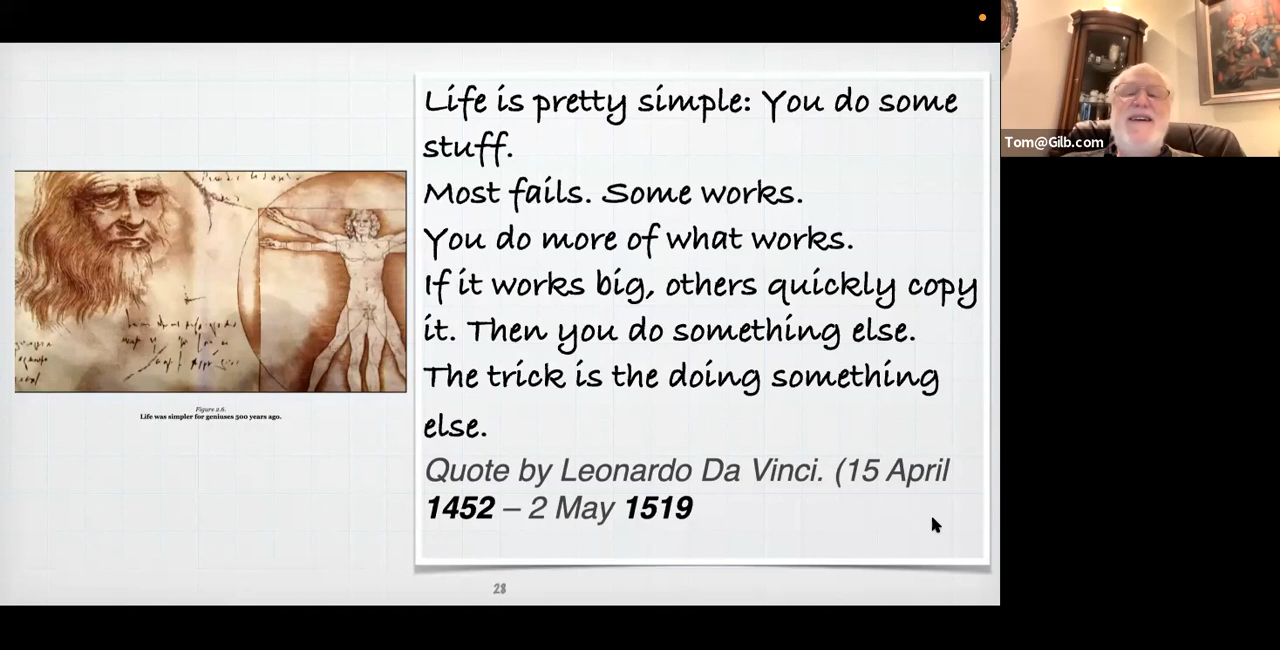 Life is pretty simple: You do some
stuff.
Most fails. Some works.
You do more of what works.
If it works big, others quickly copy
it. Then you do something else.
The trick is the doing something
else.
Quote by Leonardo Da Vinci. (15 April
1452 – 2 May 1519
Figure 2.6.
Life was simpler for geniuses 500 years ago.
28
Tom@Gilb.com